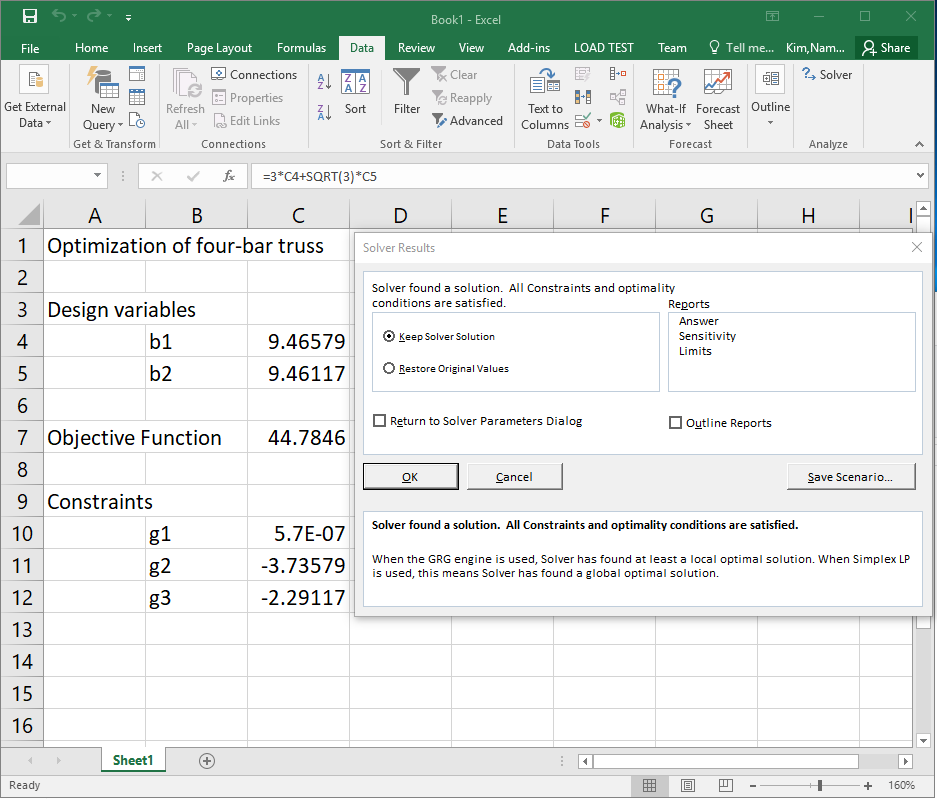 Book1 - Excel
File Home Insert Page Layout Formulas Data Review View Add-ins LOAD TEST Team Tell me... Kim,Nam... Share
Get External
Data
New
Query
Get & Transform
Refresh
All
Connections
Properties
Edit Links
Connections
Sort
Filter
Clear
Reapply
Advanced
Sort & Filter
Text to
Columns
Data Tools
What-If
Analysis
Forecast
Sheet
Forecast
Outline
Solver
Analyze
fx =3*C4+SQRT(3)*C5
A B C D E F G H
1 Optimization of four-bar truss
2
3 Design variables
4 b1 9.46579
5 b2 9.46117
6
7 Objective Function 44.7846
8
9 Constraints
10 g1 5.7E-07
11 g2 -3.73579
12 g3 -2.29117
13
14
15
16
Solver Results
Solver found a solution. All Constraints and optimality
conditions are satisfied.
Keep Solver Solution
Restore Original Values
Reports
Answer
Sensitivity
Limits
Return to Solver Parameters Dialog
Outline Reports
OK Cancel Save Scenario...
Solver found a solution. All Constraints and optimality conditions are satisfied.
When the GRG engine is used, Solver has found at least a local optimal solution. When Simplex LP
is used, this means Solver has found a global optimal solution.
Sheet1
Ready 160%